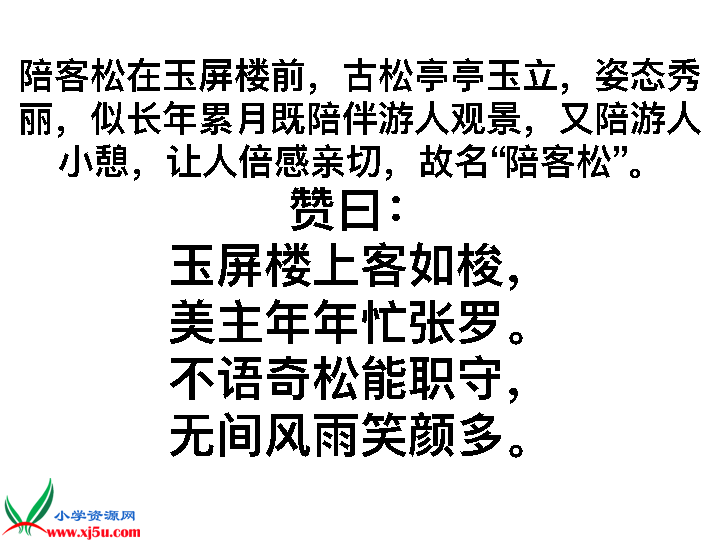 陪客松在玉屏楼前，古松亭亭玉立，姿态秀
丽，似长年累月既陪伴游人观景，又陪游人
小憩，让人倍感亲切，故名“陪客松”。
赞曰：
玉屏楼上客如梭，
美主年年忙张罗。
不语奇松能职守，
无间风雨笑颜多。
小学资源网
www.xj5u.com